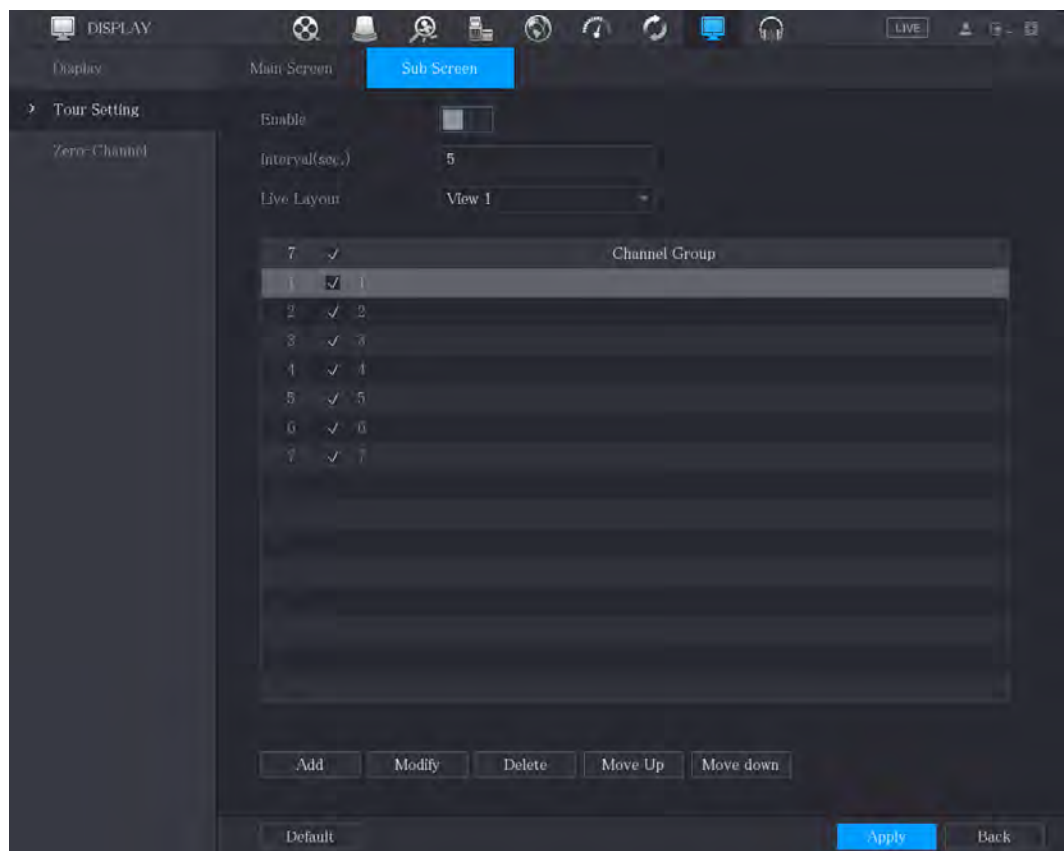 DISPLAY LIVE
Display Main Screen Sub Screen
Tour Setting
Enable
Zero-Channel
Interval(sec.) 5
Live Layout View 1
7 Channel Group
1 1
2 2
3 3
4 4
5 5
6 6
7 7
Add Modify Delete Move Up Move down
Default Apply Back